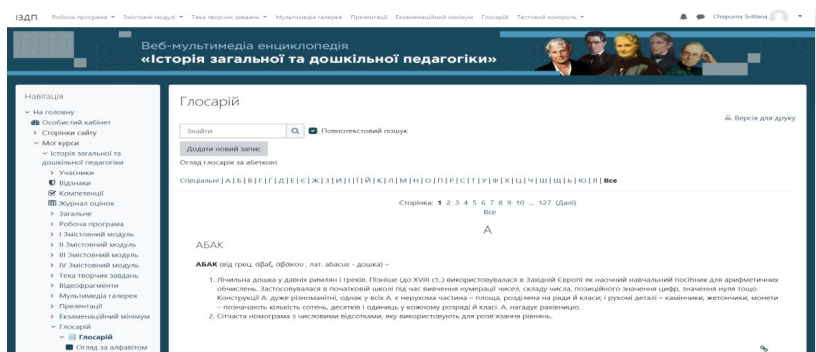 ІЗДП Робоча програма Змістовні модулі Тека творчих завдань Мультимедіа галерея Презентації Екзаменаційний мінімум Глосарій Тестовий контроль Chepurna Svitlana
Веб-мультимедіа енциклопедія
«Історія загальної та дошкільної педагогіки»
Навігація
На головну
Особистий кабінет
Сторінки сайту
Мої курси
Історія загальної та
дошкільної педагогіки
Учасники
Відзнаки
Компетенції
Журнал оцінок
Загальне
Робоча програма
І Змістовний модуль
ІІ Змістовний модуль
ІІІ Змістовний модуль
ІV Змістовний модуль
Тека творчих завдань
Відеофрагменти
Мультимедіа галерея
Презентації
Екзаменаційний мінімум
Глосарій
Глосарій
Огляд за алфавітом
Глосарій
Версія для друку
Знайти Повнотекстовий пошук
Додати новий запис
Огляд глосарія за абеткою
Спеціальні | А | Б | В | Г | Ґ | Д | Е | Є | Ж | З | И | І | Ї | Й | К | Л | М | Н | О | П | Р | С | Т | У | Ф | Х | Ц | Ч | Ш | Щ | Ь | Ю | Я | Все
Сторінка: 1 2 3 4 5 6 7 8 9 10 ... 127 (Далі)
Все
А
АБАК
АБАК (від грец. άβαξ, άβάκου , лат. abacus - дошка) –
1. Лічильна дошка у давніх римлян і греків. Пізніше (до XVIII ст..) використовувалася в Західній Європі як наочний навчальний посібник для арифметичних
обчислень. Застосовувалася в початковій школі під час вивчення нумерації чисел, складу числа, позиційного значення цифр, значення нуля тощо.
Конструкції А. дуже різноманітні, однак у всіх А. є нерухома частина – площа, розділена на ряди й класи; і рухомі деталі – камінчики, жетончики, монети
– позначають кількість сотень, десятків і одиниць у кожному розряді й класі. А. нагадує рахівницю.
2. Сітчаста номограма з числовими відсотками, яку використовують для розв'язання рівнянь.